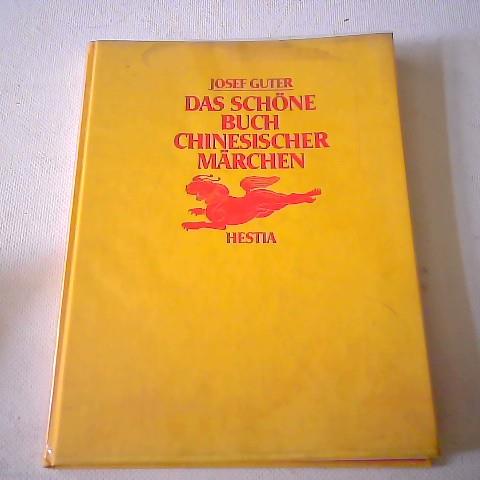 JOSEF GUTER
DAS SCHÖNE
BUCH
CHINESISCHER
MÄRCHEN
HESTIA